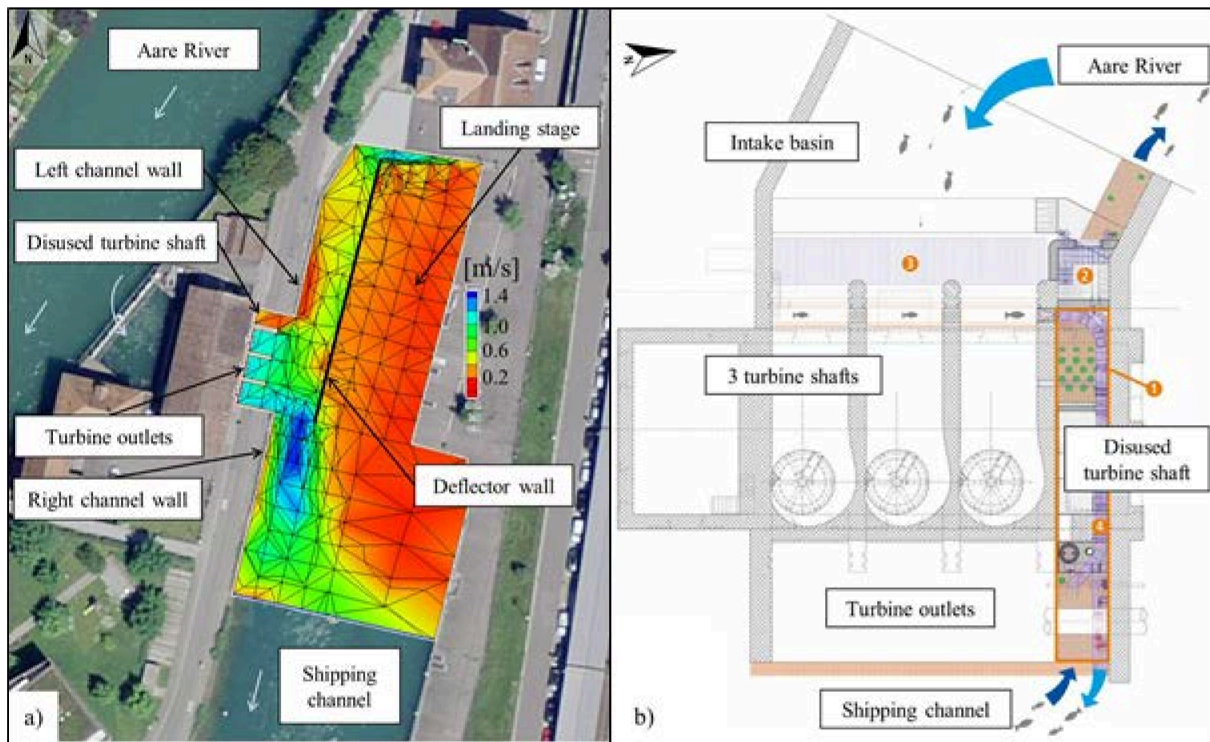 N
Aare River
Landing stage
Left channel wall
Disused turbine shaft
[m/s]
1.4
1.0
0.6
0.2
Turbine outlets
Right channel wall
Deflector wall
Shipping
channel
a)
N
Aare River
Intake basin
3
2
3 turbine shafts
1
Disused
turbine shaft
4
Turbine outlets
Shipping channel
b)